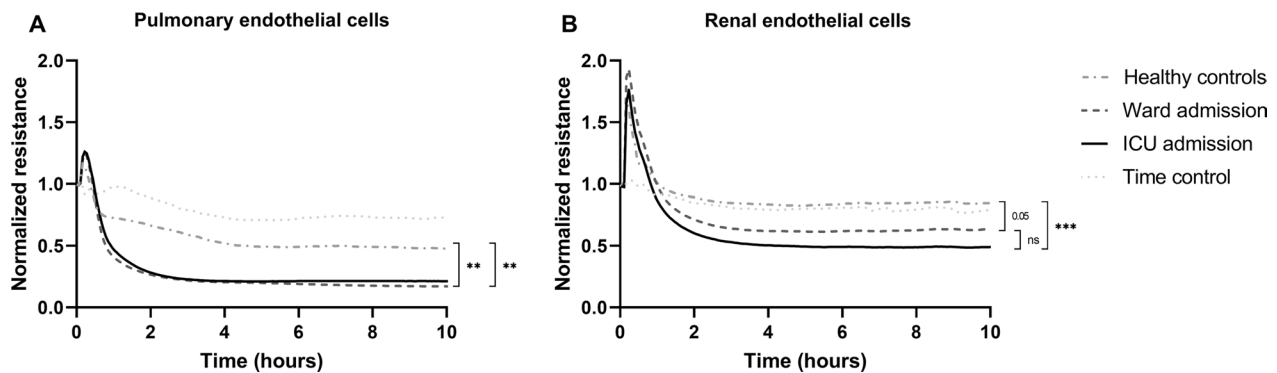 A
Pulmonary endothelial cells
Normalized resistance
2.0
1.5
1.0
0.5
0.0
0
2
4
6
8
10
Time (hours)
**
**
B
Renal endothelial cells
Normalized resistance
2.0
1.5
1.0
0.5
0.0
0
2
4
6
8
10
Time (hours)
0.05
ns
***
Healthy controls
Ward admission
ICU admission
Time control